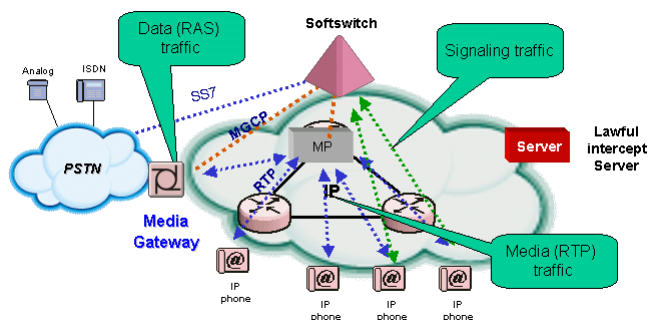 Data (RAS)
traffic
Softswitch
Signaling traffic
Analog
ISDN
SS7
MGCP
MP
Server
Lawful
intercept
Server
PSTN
RTP
IP
Media
Gateway
Media (RTP)
traffic
@
IP
phone
@
IP
phone
@
IP
phone
@
IP
phone